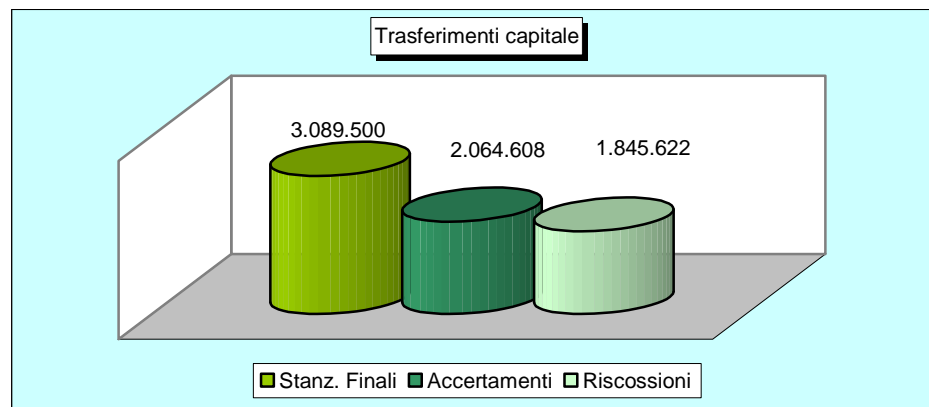 Trasferimenti capitale
3.089.500
2.064.608
1.845.622
Stanz. Finali Accertamenti Riscossioni